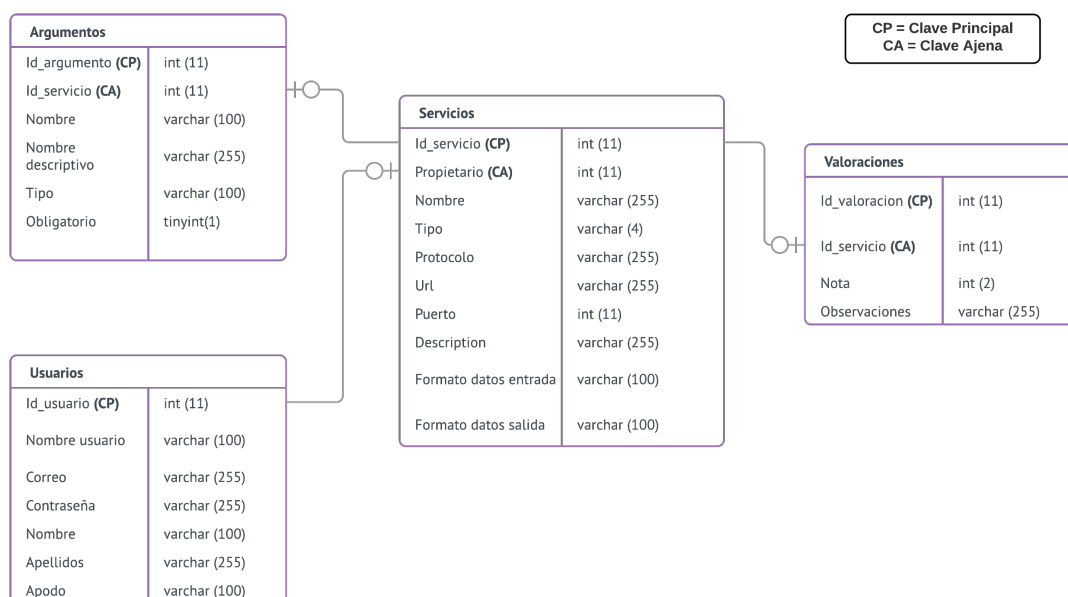 Argumentos
Id_argumento (CP) int (11)
Id_servicio (CA) int (11)
Nombre varchar (100)
Nombre
descriptivo varchar (255)
Tipo varchar (100)
Obligatorio tinyint(1)
CP = Clave Principal
CA = Clave Ajena
Servicios
Id_servicio (CP) int (11)
Propietario (CA) int (11)
Nombre varchar (255)
Tipo varchar (4)
Protocolo varchar (255)
Url varchar (255)
Puerto int (11)
Description varchar (255)
Formato datos entrada varchar (100)
Formato datos salida varchar (100)
Valoraciones
Id_valoracion (CP) int (11)
Id_servicio (CA) int (11)
Nota int (2)
Observaciones varchar (255)
Usuarios
Id_usuario (CP) int (11)
Nombre usuario varchar (100)
Correo varchar (255)
Contraseña varchar (255)
Nombre varchar (100)
Apellidos varchar (255)
Apodo varchar (100)